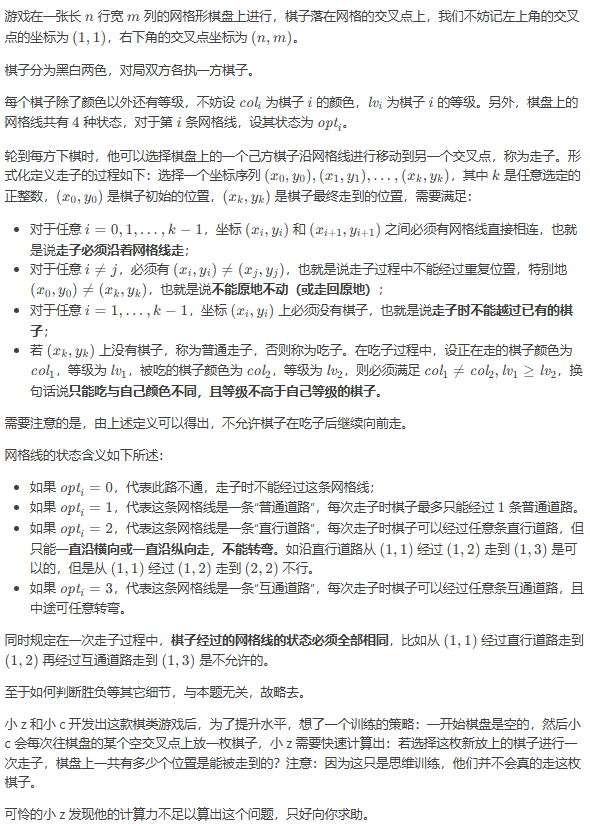 游戏在一张长 n 行宽 m 列的网格形棋盘上进行，棋子落在网格的交叉点上，我们不妨记左上角的交叉
点的坐标为 (1, 1)，右下角的交叉点坐标为 (n, m)。
棋子分为黑白两色，对局双方各执一方棋子。
每个棋子除了颜色以外还有等级，不妨设 col_i 为棋子 i 的颜色，lv_i 为棋子 i 的等级。另外，棋盘上的
网格线共有 4 种状态，对于第 i 条网格线，设其状态为 opt_i。
轮到每方下棋时，他可以选择棋盘上的一个己方棋子沿网格线进行移动到另一个交叉点，称为走子。形
式化定义走子的过程如下：选择一个坐标序列 (x_0, y_0), (x_1, y_1), . . . , (x_k, y_k)，其中 k 是任意选定的
正整数，(x_0, y_0) 是棋子初始的位置，(x_k, y_k) 是棋子最终走到的位置，需要满足：
• 对于任意 i = 0, 1, . . . , k − 1，坐标 (x_i, y_i) 和 (x_{i+1}, y_{i+1}) 之间必须有网格线直接相连，也就
是说走子必须沿着网格线走；
• 对于任意 i ≠ j，必须有 (x_i, y_i) ≠ (x_j, y_j)，也就是说走子过程中不能经过重复位置，特别地
(x_0, y_0) ≠ (x_k, y_k)，也就是说不能原地不动（或走回原地）；
• 对于任意 i = 1, . . . , k − 1，坐标 (x_i, y_i) 上必须没有棋子，也就是说走子时不能越过已有的棋
子；
• 若 (x_k, y_k) 上没有棋子，称为普通走子，否则称为吃子。在吃子过程中，设正在走的棋子颜色为
col_1，等级为 lv_1，被吃的棋子颜色为 col_2，等级为 lv_2，则必须满足 col_1 ≠ col_2, lv_1 ≥ lv_2，换
句话说只能吃与自己颜色不同，且等级不高于自己等级的棋子。
需要注意的是，由上述定义可以得出，不允许棋子在吃子后继续向前走。
网格线的状态含义如下所述：
• 如果 opt_i = 0，代表此路不通，走子时不能经过这条网格线；
• 如果 opt_i = 1，代表这条网格线是一条“普通道路”，每次走子时棋子最多只能经过 1 条普通道路。
• 如果 opt_i = 2，代表这条网格线是一条“直行道路”，每次走子时棋子可以经过任意条直行道路，但
只能一直沿横向或一直沿纵向走，不能转弯。如沿直行道路从 (1, 1) 经过 (1, 2) 走到 (1, 3) 是可
以的，但是从 (1, 1) 经过 (1, 2) 走到 (2, 2) 不行。
• 如果 opt_i = 3，代表这条网格线是一条“互通道路”，每次走子时棋子可以经过任意条互通道路，且
中途可任意转弯。
同时规定在一次走子过程中，棋子经过的网格线的状态必须全部相同，比如从 (1, 1) 经过直行道路走到
(1, 2) 再经过互通道路走到 (1, 3) 是不允许的。
至于如何判断胜负等其它细节，与本题无关，故略去。
小 z 和小 c 开发出这款棋类游戏后，为了提升水平，想了一个训练的策略：一开始棋盘是空的，然后小
c 会每次往棋盘的某个空交叉点上放一枚棋子，小 z 需要快速计算出：若选择这枚新放上的棋子进行一
次走子，棋盘上一共有多少个位置是能被走到的？注意：因为这只是思维训练，他们并不会真的走这枚
棋子。
可怜的小 z 发现他的计算力不足以算出这个问题，只好向你求助。